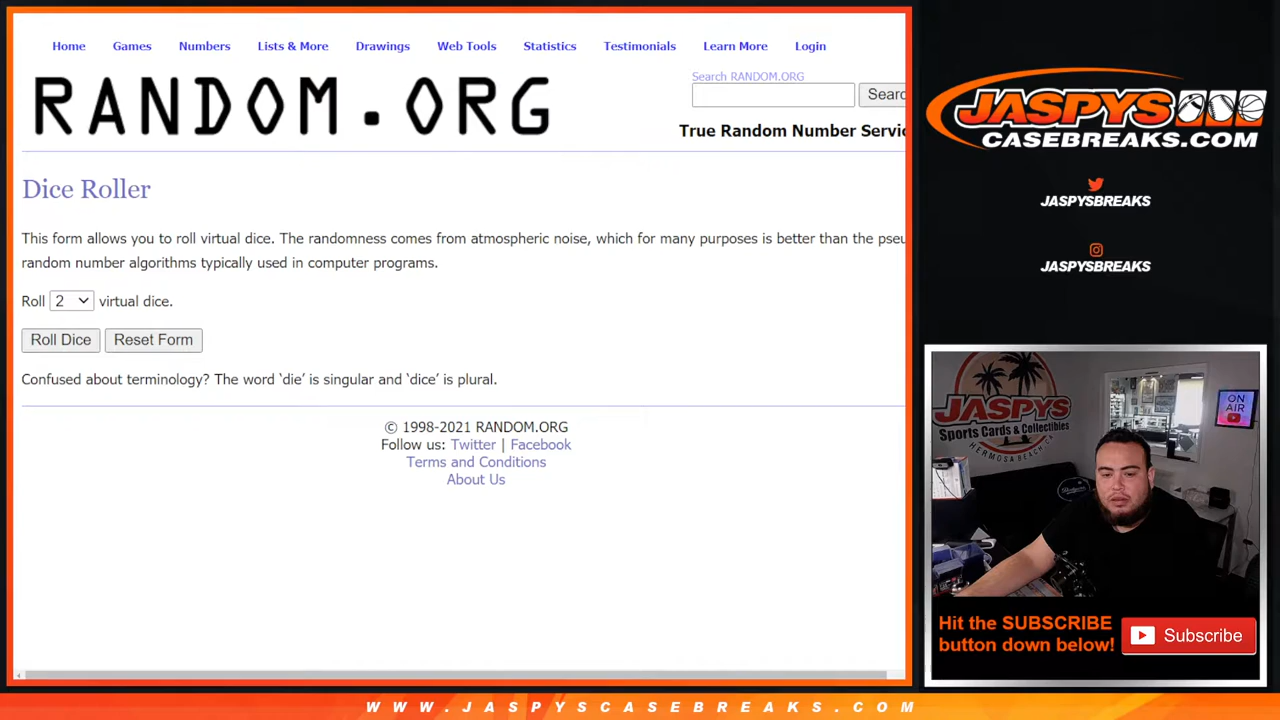 Home Games Numbers Lists & More Drawings Web Tools Statistics Testimonials Learn More Login
RANDOM.ORG
Search RANDOM.ORG
Searc
True Random Number Servic
Dice Roller
This form allows you to roll virtual dice. The randomness comes from atmospheric noise, which for many purposes is better than the pseu
random number algorithms typically used in computer programs.
Roll 2 virtual dice.
Roll Dice Reset Form
Confused about terminology? The word ‘die’ is singular and ‘dice’ is plural.
© 1998-2021 RANDOM.ORG
Follow us: Twitter | Facebook
Terms and Conditions
About Us
JASPYS
CASEBREAKS.COM
JASPYSBREAKS
JASPYSBREAKS
JASPYS
Sports Cards & Collectibles
HERMOSA BEACH, CA
ON
AIR
Hit the SUBSCRIBE
button down below!
Subscribe
WWW.JASPYSCASEBREAKS.COM